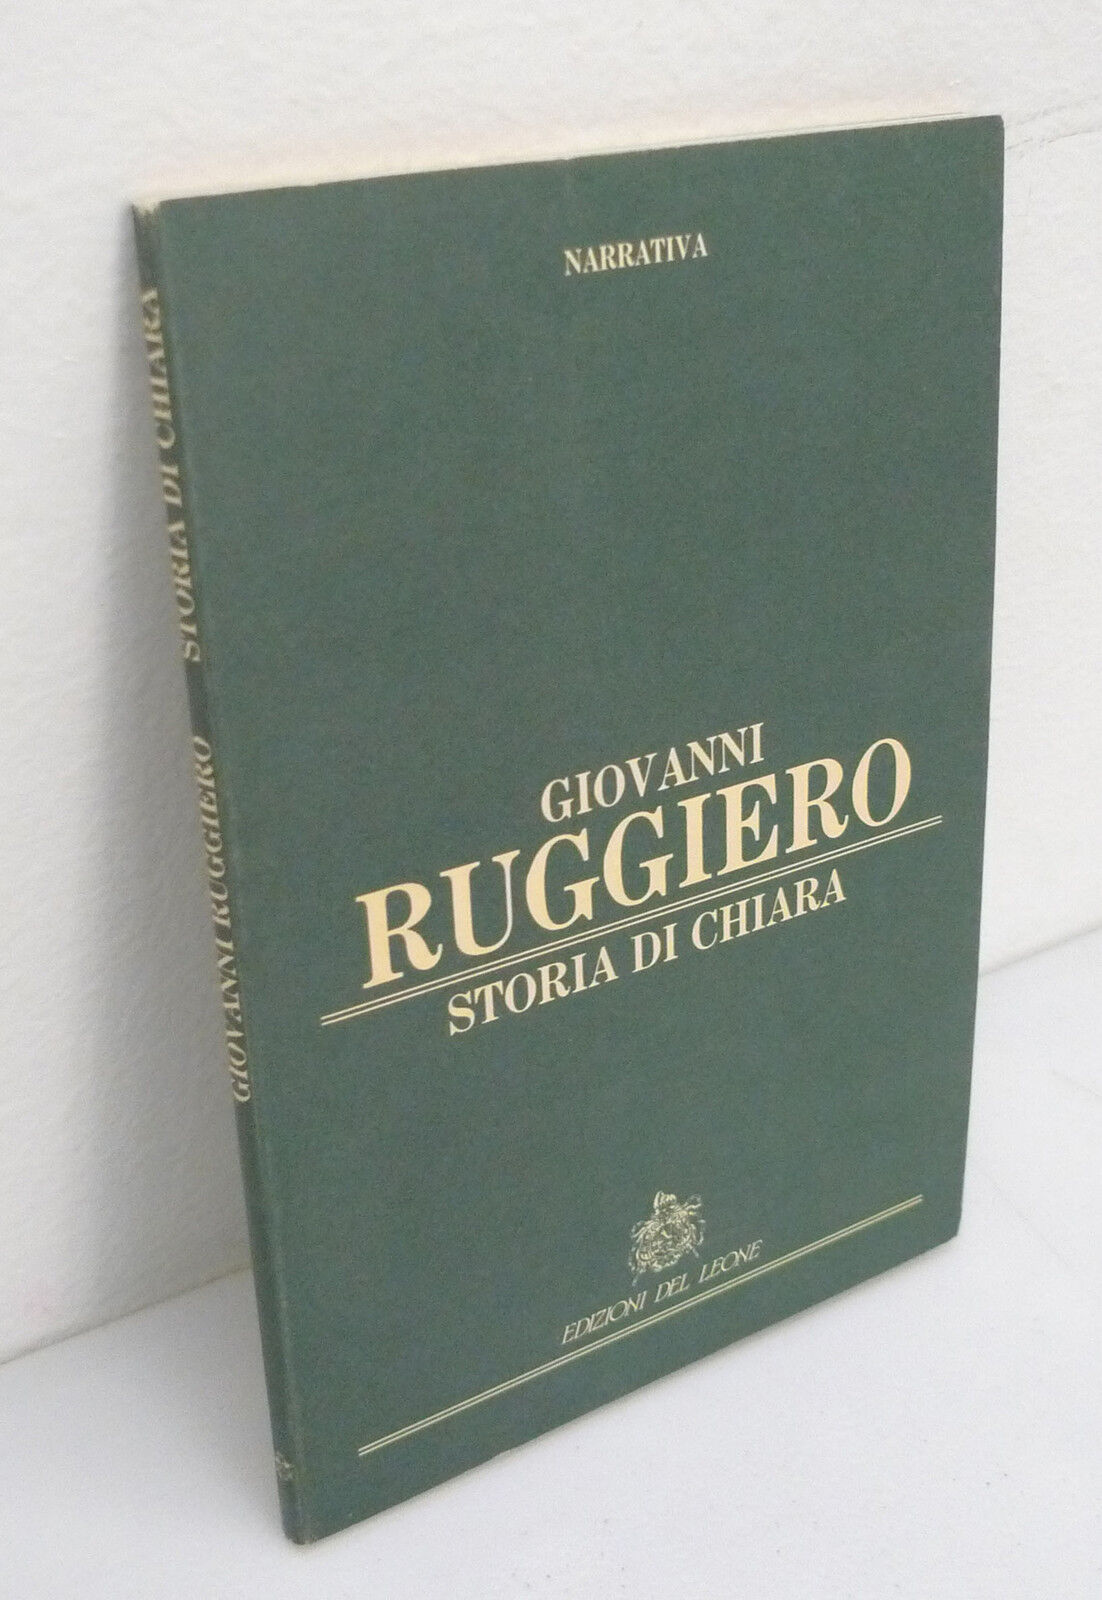 NARRATIVA
GIOVANNI
RUGGIERO
STORIA DI CHIARA
EDIZIONI DEL LEONE
GIOVANNI RUGGIERO STORIA DI CHIARA